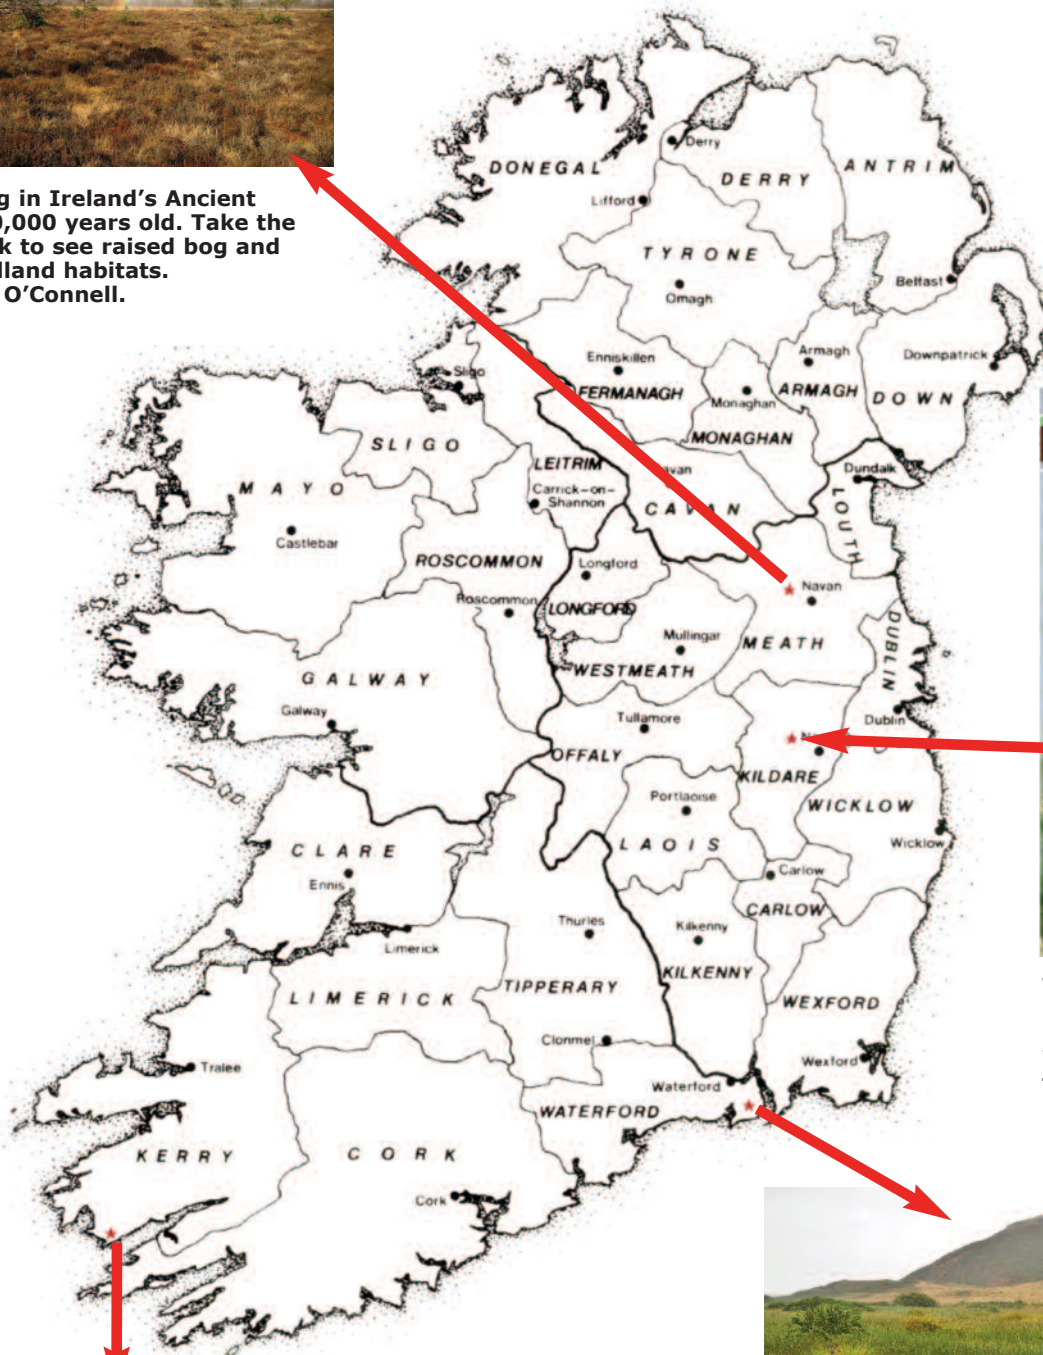 g in Ireland's Ancient
0,000 years old. Take the
k to see raised bog and
lland habitats.
O'Connell.
DONEGAL
Derry
DERRY
ANTRIM
Lifford
TYRONE
Omagh
Belfast
Enniskillen
FERMANAGH
Armagh
ARMAGH
Downpatrick
DOWN
Monaghan
MONAGHAN
Sligo
SLIGO
LEITRIM
Carrick-on-
Shannon
avan
CAVAN
Dundalk
LOUTH
MAYO
Castlebar
ROSCOMMON
Roscommon
Longford
LONGFORD
Navan
MEATH
Mullingar
WESTMEATH
DUBLIN
Dublin
GALWAY
Galway
Tullamore
OFFALY
KILDARE
Portlaoise
LAOIS
WICKLOW
Wicklow
CLARE
Ennis
Carlow
CARLOW
Limerick
LIMERICK
Thurles
TIPPERARY
Kilkenny
KILKENNY
WEXFORD
Wexford
Clonmel
Tralee
Waterford
WATERFORD
KERRY
CORK
Cork